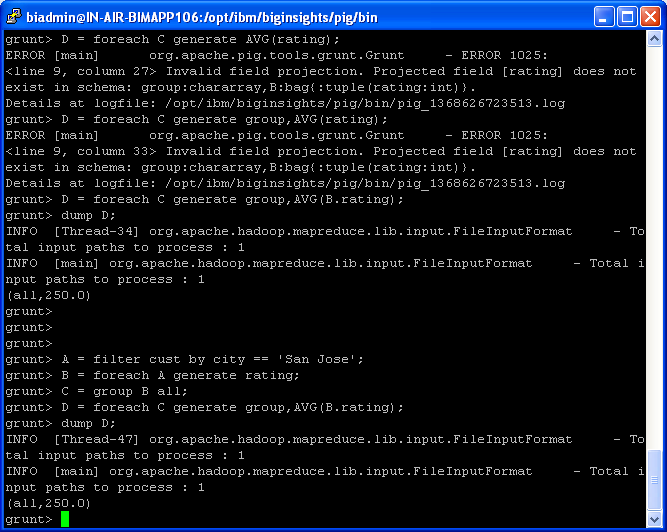 biadmin@IN-AIR-BIMAPP106:/opt/ibm/biginsights/pig/bin
grunt> D = foreach C generate AVG(rating);
ERROR [main]     org.apache.pig.tools.grunt.Grunt     - ERROR 1025:
<line 9, column 27> Invalid field projection. Projected field [rating] does not
exist in schema: group:chararray,B:bag{:tuple(rating:int)}.
Details at logfile: /opt/ibm/biginsights/pig/bin/pig_1368626723513.log
grunt> D = foreach C generate group,AVG(rating);
ERROR [main]     org.apache.pig.tools.grunt.Grunt     - ERROR 1025:
<line 9, column 33> Invalid field projection. Projected field [rating] does not
exist in schema: group:chararray,B:bag{:tuple(rating:int)}.
Details at logfile: /opt/ibm/biginsights/pig/bin/pig_1368626723513.log
grunt> D = foreach C generate group,AVG(B.rating);
grunt> dump D;
INFO  [Thread-34] org.apache.hadoop.mapreduce.lib.input.FileInputFormat     - To
tal input paths to process : 1
INFO  [main] org.apache.hadoop.mapreduce.lib.input.FileInputFormat     - Total i
nput paths to process : 1
(all,250.0)
grunt>
grunt>
grunt>
grunt> A = filter cust by city == 'San Jose';
grunt> B = foreach A generate rating;
grunt> C = group B all;
grunt> D = foreach C generate group,AVG(B.rating);
grunt> dump D;
INFO  [Thread-47] org.apache.hadoop.mapreduce.lib.input.FileInputFormat     - To
tal input paths to process : 1
INFO  [main] org.apache.hadoop.mapreduce.lib.input.FileInputFormat     - Total i
nput paths to process : 1
(all,250.0)
grunt>